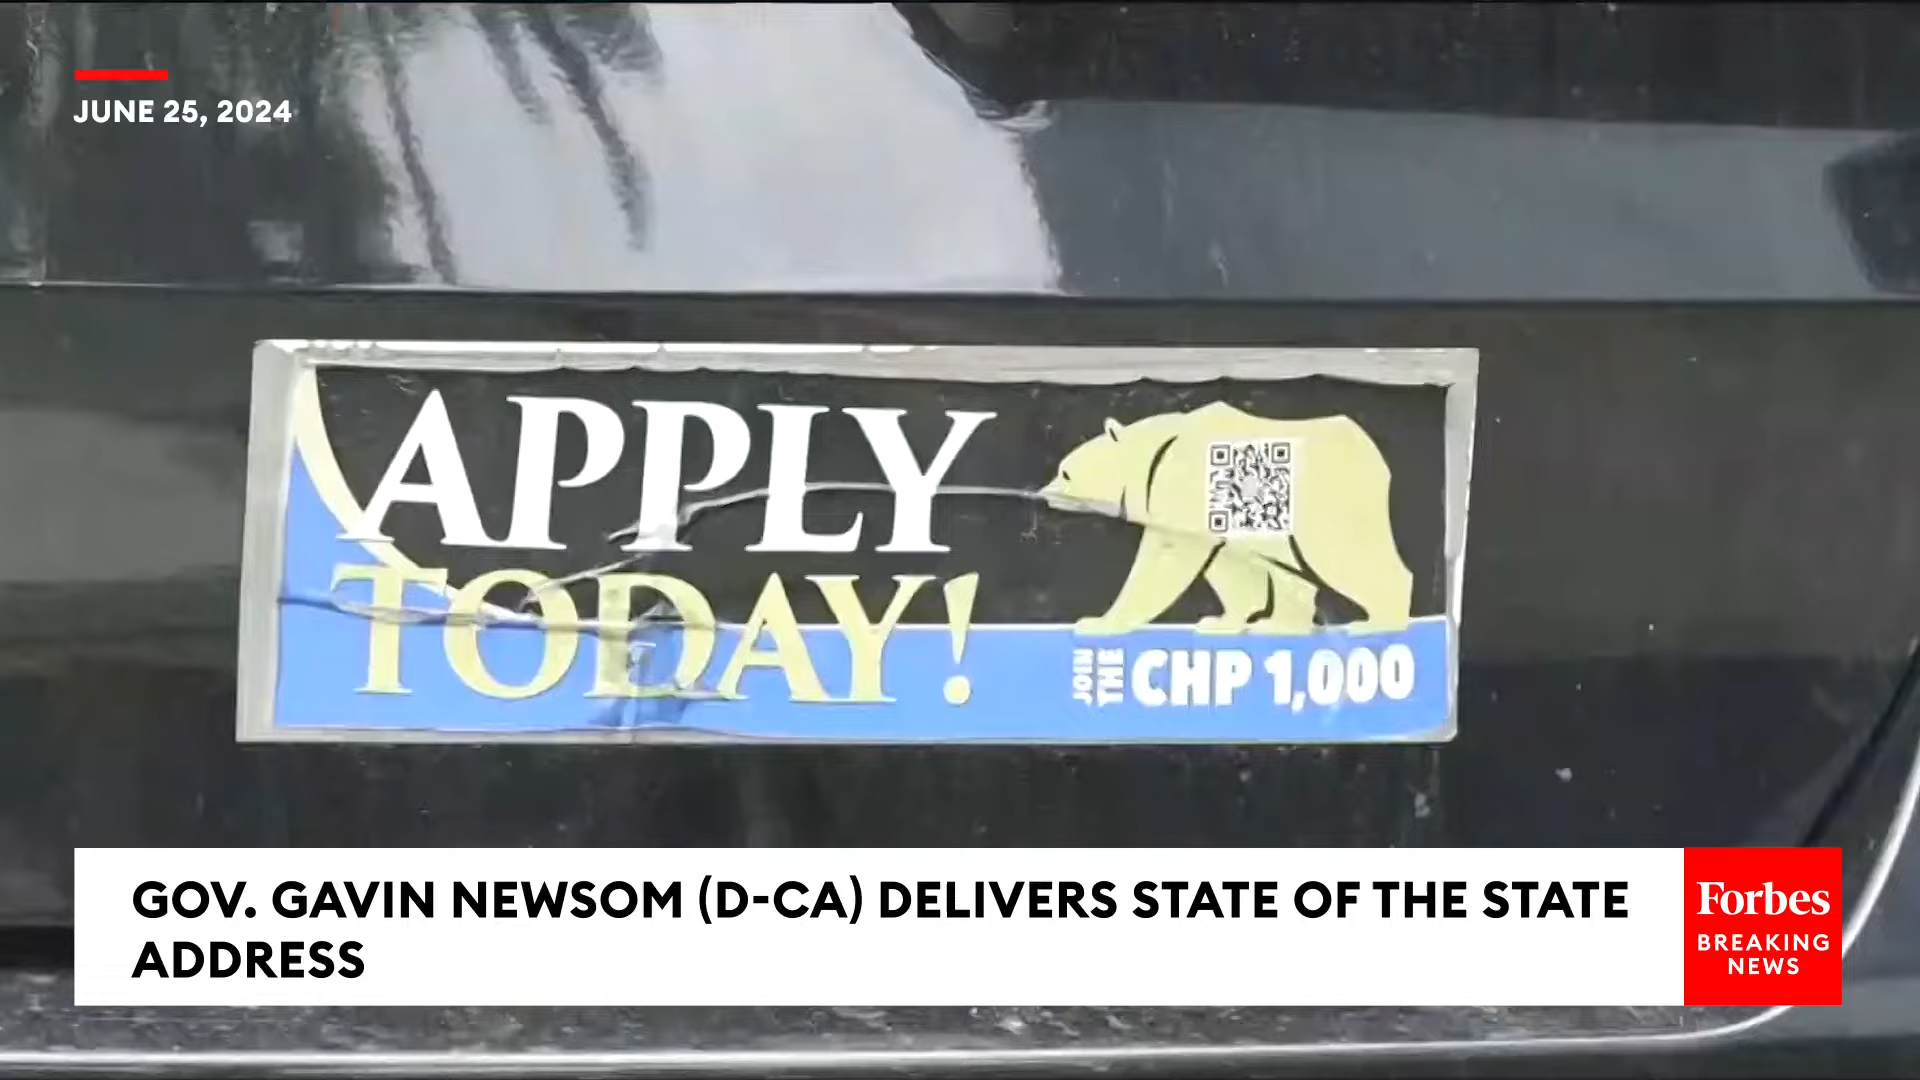 JUNE 25, 2024
APPLY
TODAY!
JOIN
THE
CHP 1,000
GOV. GAVIN NEWSOM (D-CA) DELIVERS STATE OF THE STATE
ADDRESS
Forbes
BREAKING
NEWS